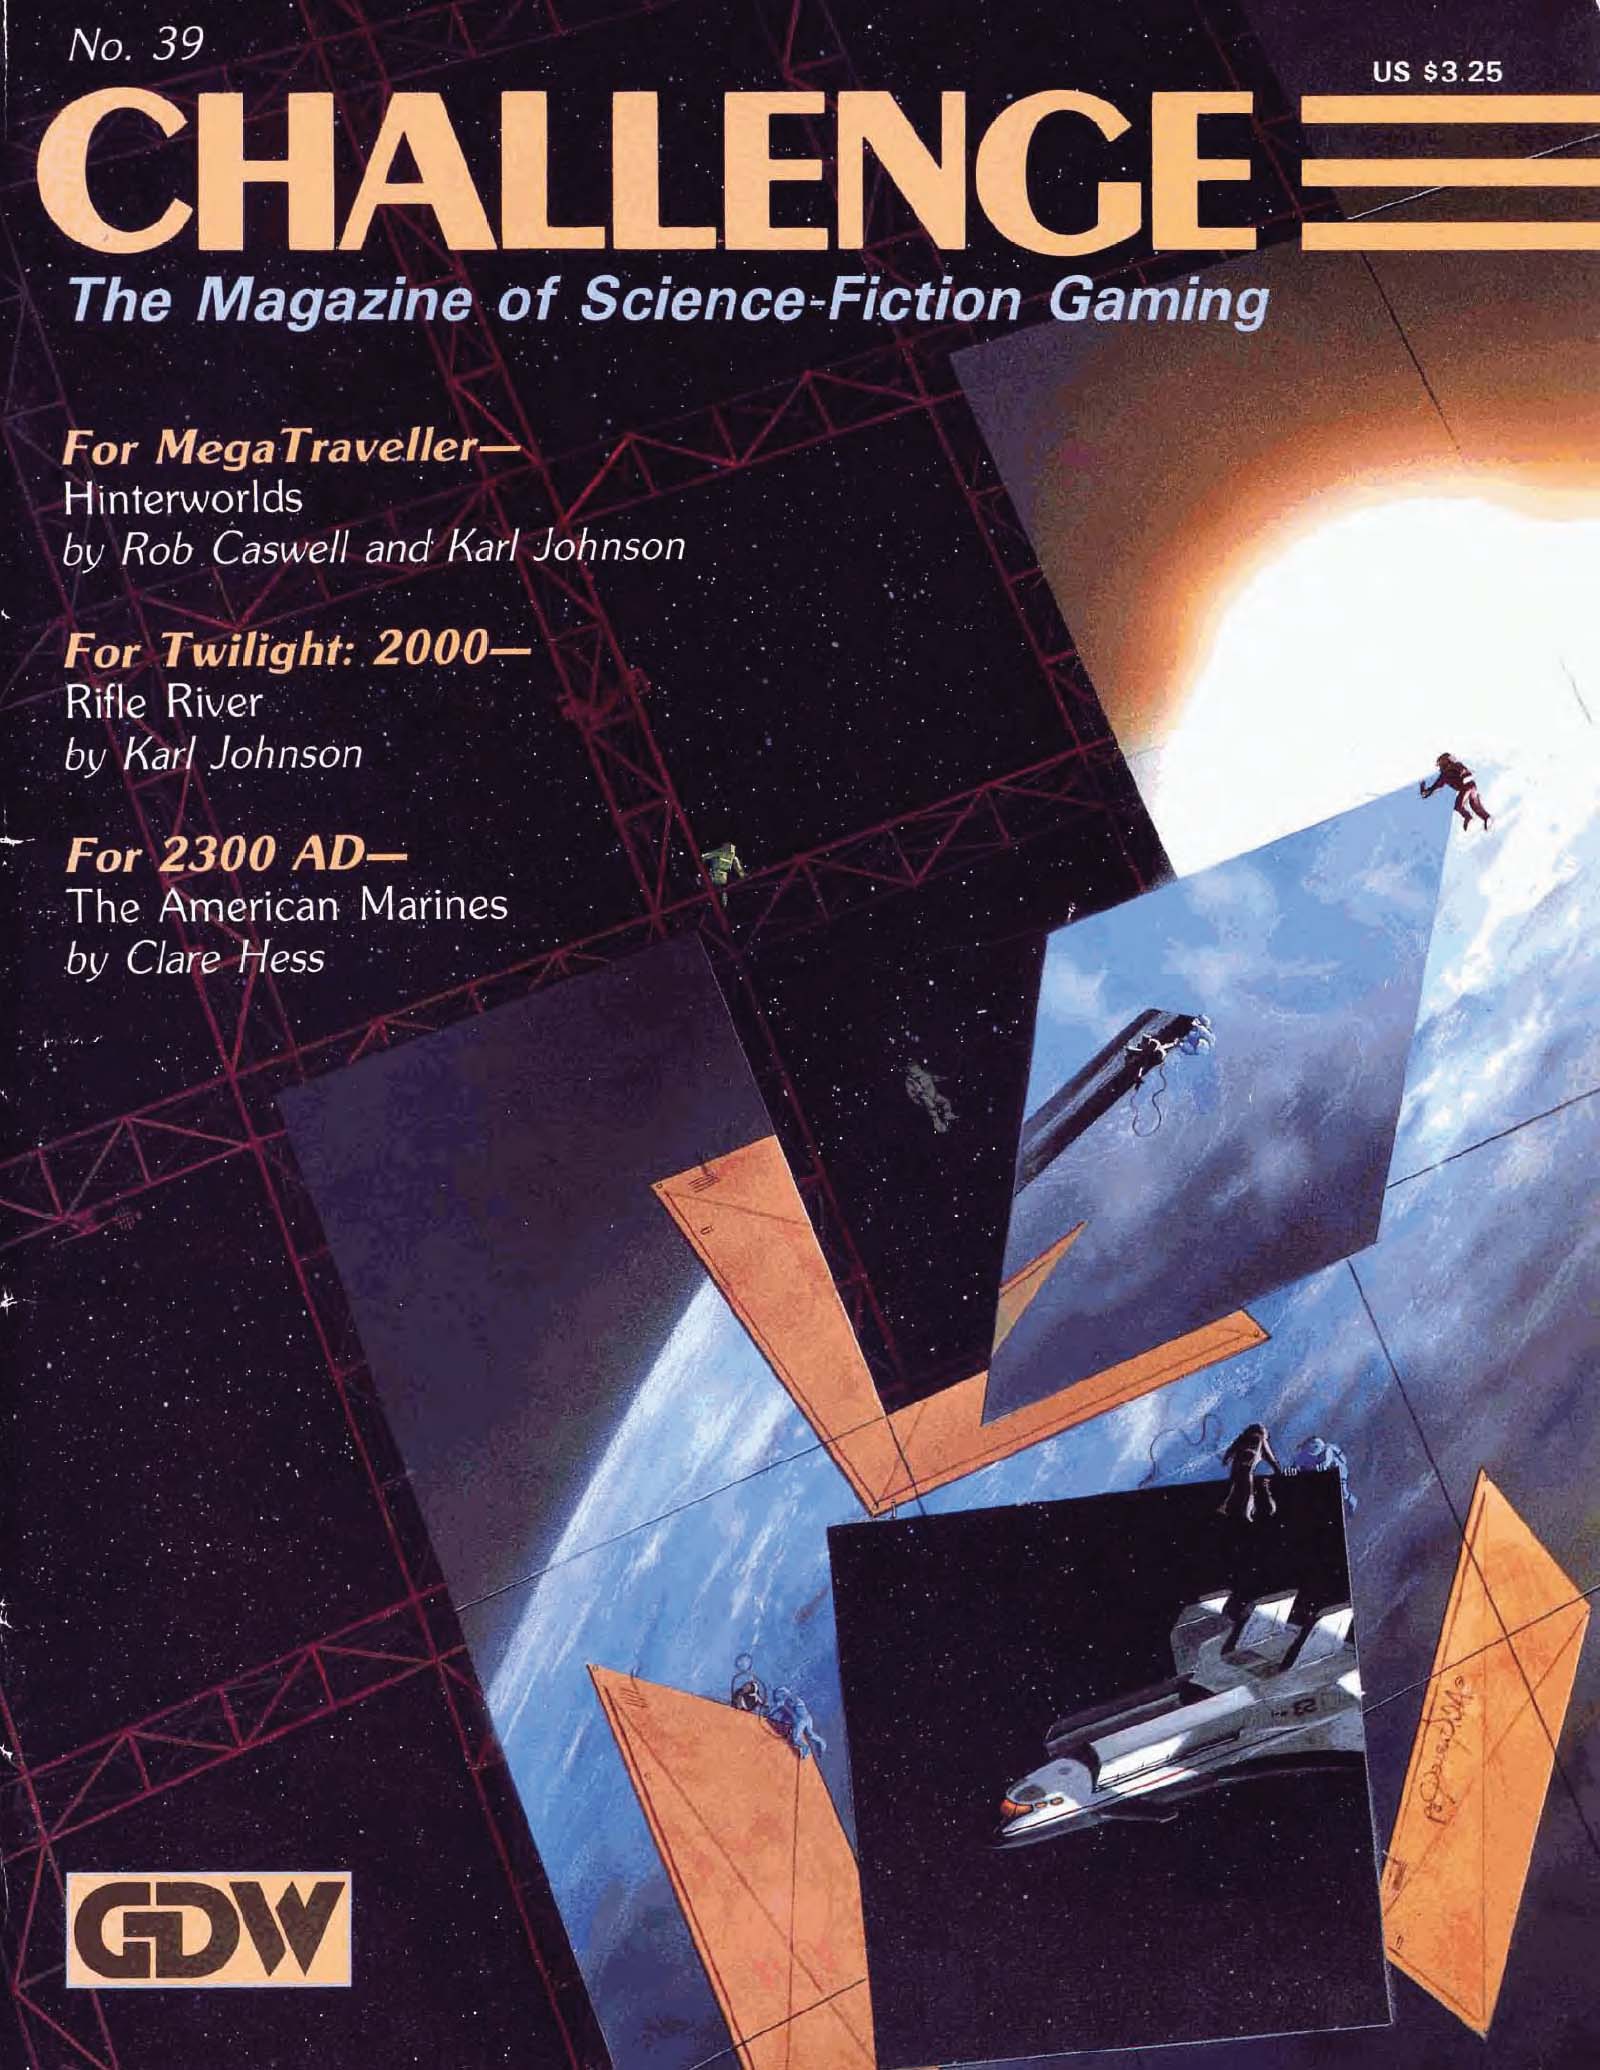 No. 39
US $3.25
CHALLENGE
The Magazine of Science-Fiction Gaming
For MegaTraveller—
Hinterworlds
by Rob Caswell and Karl Johnson
For Twilight: 2000—
Rifle River
by Karl Johnson
For 2300 AD—
The American Marines
by Clare Hess
GDW